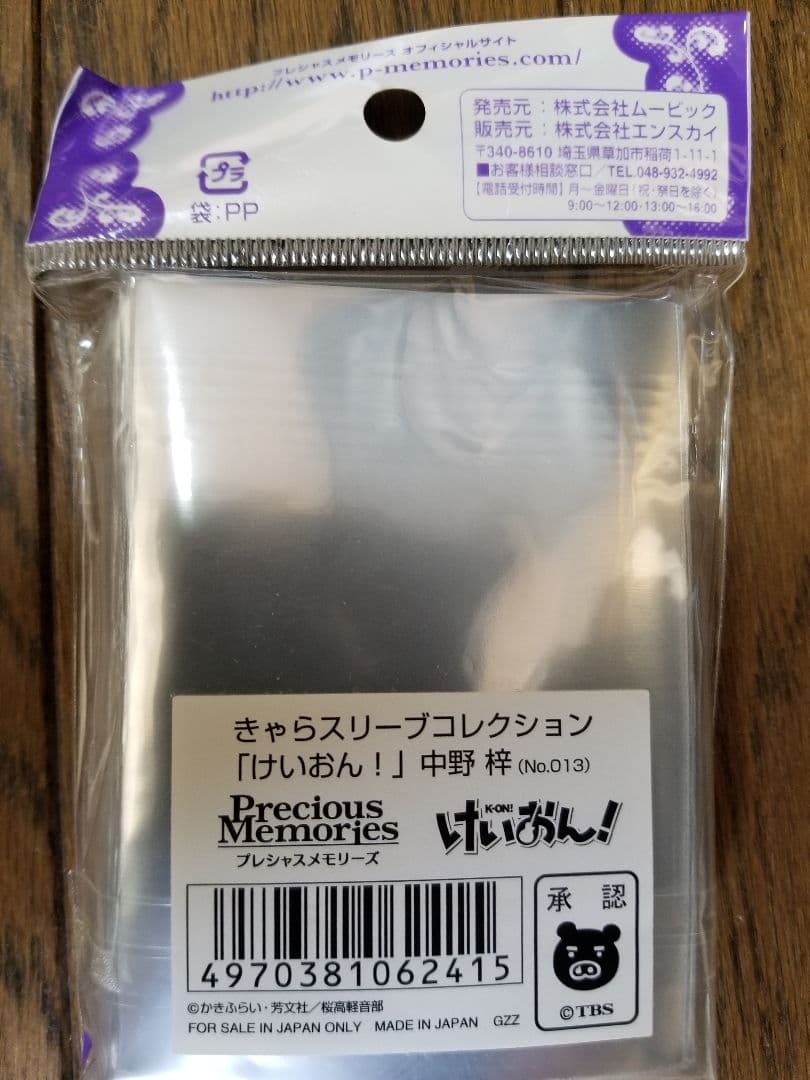 プレシャスメモリーズ オフィシャルサイト
http://www.p-memories.com/
発売元：株式会社ムービック
販売元：株式会社エンスカイ
〒340-8610 埼玉県草加市稲荷1-11-1
■お客様相談窓口／TEL.048-932-4992
【電話受付時間】月～金曜日（祝・祭日を除く）
9:00～12:00・13:00～16:00
プラ
袋：PP
きゃらスリーブコレクション
「けいおん！」中野 梓（No.013）
Precious
Memories
プレシャスメモリーズ
K-ON!
けいおん!
4970381062415
承 認
©TBS
©かきふらい・芳文社／桜高軽音部
FOR SALE IN JAPAN ONLY MADE IN JAPAN GZZ